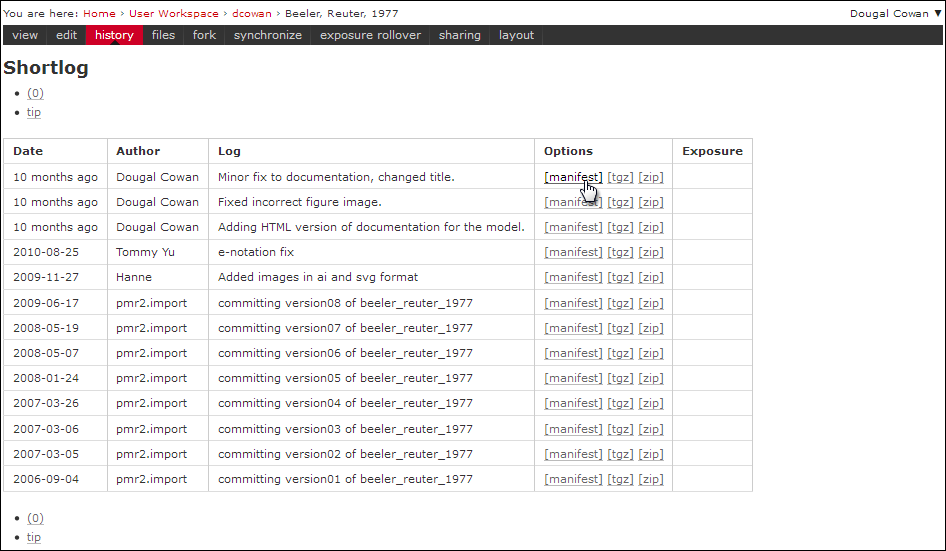 You are here: Home › User Workspace › dcowan › Beeler, Reuter, 1977 Dougal Cowan ▼
view edit history files fork synchronize exposure rollover sharing layout
Shortlog
• (0)
• tip
Date Author Log Options Exposure
10 months ago Dougal Cowan Minor fix to documentation, changed title. [manifest] [tgz] [zip]
10 months ago Dougal Cowan Fixed incorrect figure image. [manifest] [tgz] [zip]
10 months ago Dougal Cowan Adding HTML version of documentation for the model. [manifest] [tgz] [zip]
2010-08-25 Tommy Yu e-notation fix [manifest] [tgz] [zip]
2009-11-27 Hanne Added images in ai and svg format [manifest] [tgz] [zip]
2009-06-17 pmr2.import committing version08 of beeler_reuter_1977 [manifest] [tgz] [zip]
2008-05-19 pmr2.import committing version07 of beeler_reuter_1977 [manifest] [tgz] [zip]
2008-05-07 pmr2.import committing version06 of beeler_reuter_1977 [manifest] [tgz] [zip]
2008-01-24 pmr2.import committing version05 of beeler_reuter_1977 [manifest] [tgz] [zip]
2007-03-26 pmr2.import committing version04 of beeler_reuter_1977 [manifest] [tgz] [zip]
2007-03-06 pmr2.import committing version03 of beeler_reuter_1977 [manifest] [tgz] [zip]
2007-03-05 pmr2.import committing version02 of beeler_reuter_1977 [manifest] [tgz] [zip]
2006-09-04 pmr2.import committing version01 of beeler_reuter_1977 [manifest] [tgz] [zip]
• (0)
• tip